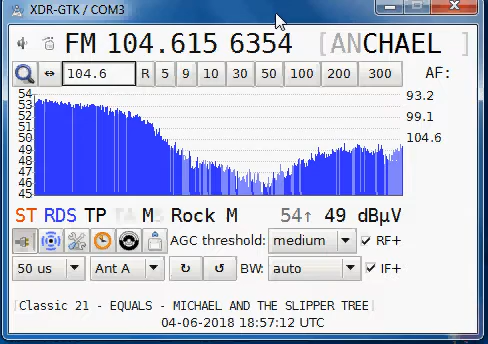 XDR-GTK / COM3
FM 104.615 6354 [ANCHAEL ]
104.6 R 5 9 10 30 50 100 200 300 AF:
54
53
52
51
50
49
48
47
46
45
93.2
99.1
104.6
ST RDS TP TA MS Rock M 54↑ 49 dBµV
AGC threshold: medium RF+
50 us Ant A ↻ ↺ BW: auto IF+
[Classic 21 - EQUALS - MICHAEL AND THE SLIPPER TREE]
04-06-2018 18:57:12 UTC